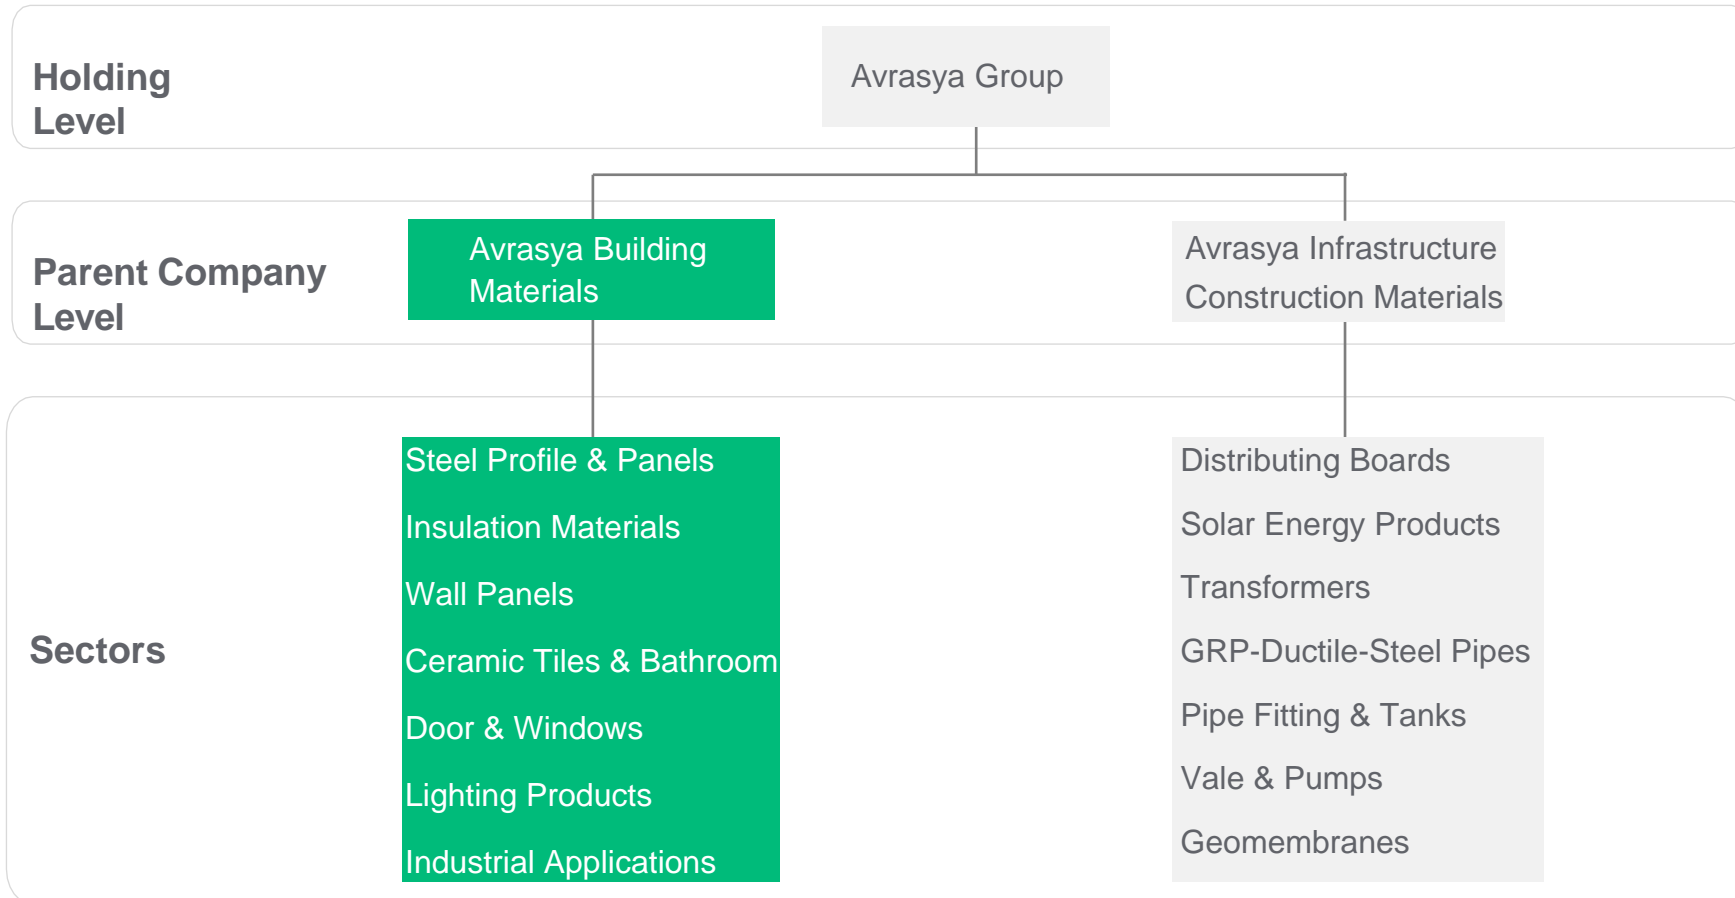 Holding
Level
Avrasya Group
Parent Company
Level
Avrasya Building
Materials
Avrasya Infrastructure
Construction Materials
Sectors
Steel Profile & Panels
Insulation Materials
Wall Panels
Ceramic Tiles & Bathroom
Door & Windows
Lighting Products
Industrial Applications
Distributing Boards
Solar Energy Products
Transformers
GRP-Ductile-Steel Pipes
Pipe Fitting & Tanks
Vale & Pumps
Geomembranes